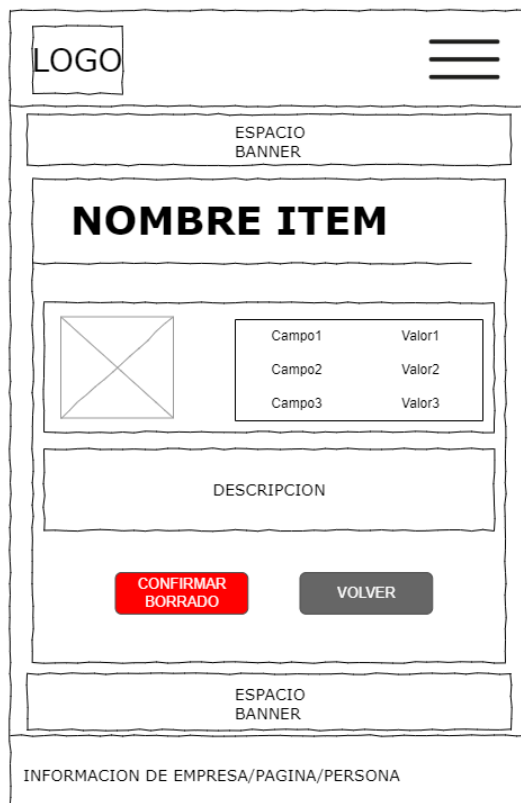 LOGO
ESPACIO
BANNER
NOMBRE ITEM
Campo1 Valor1
Campo2 Valor2
Campo3 Valor3
DESCRIPCION
CONFIRMAR
BORRADO
VOLVER
ESPACIO
BANNER
INFORMACION DE EMPRESA/PAGINA/PERSONA